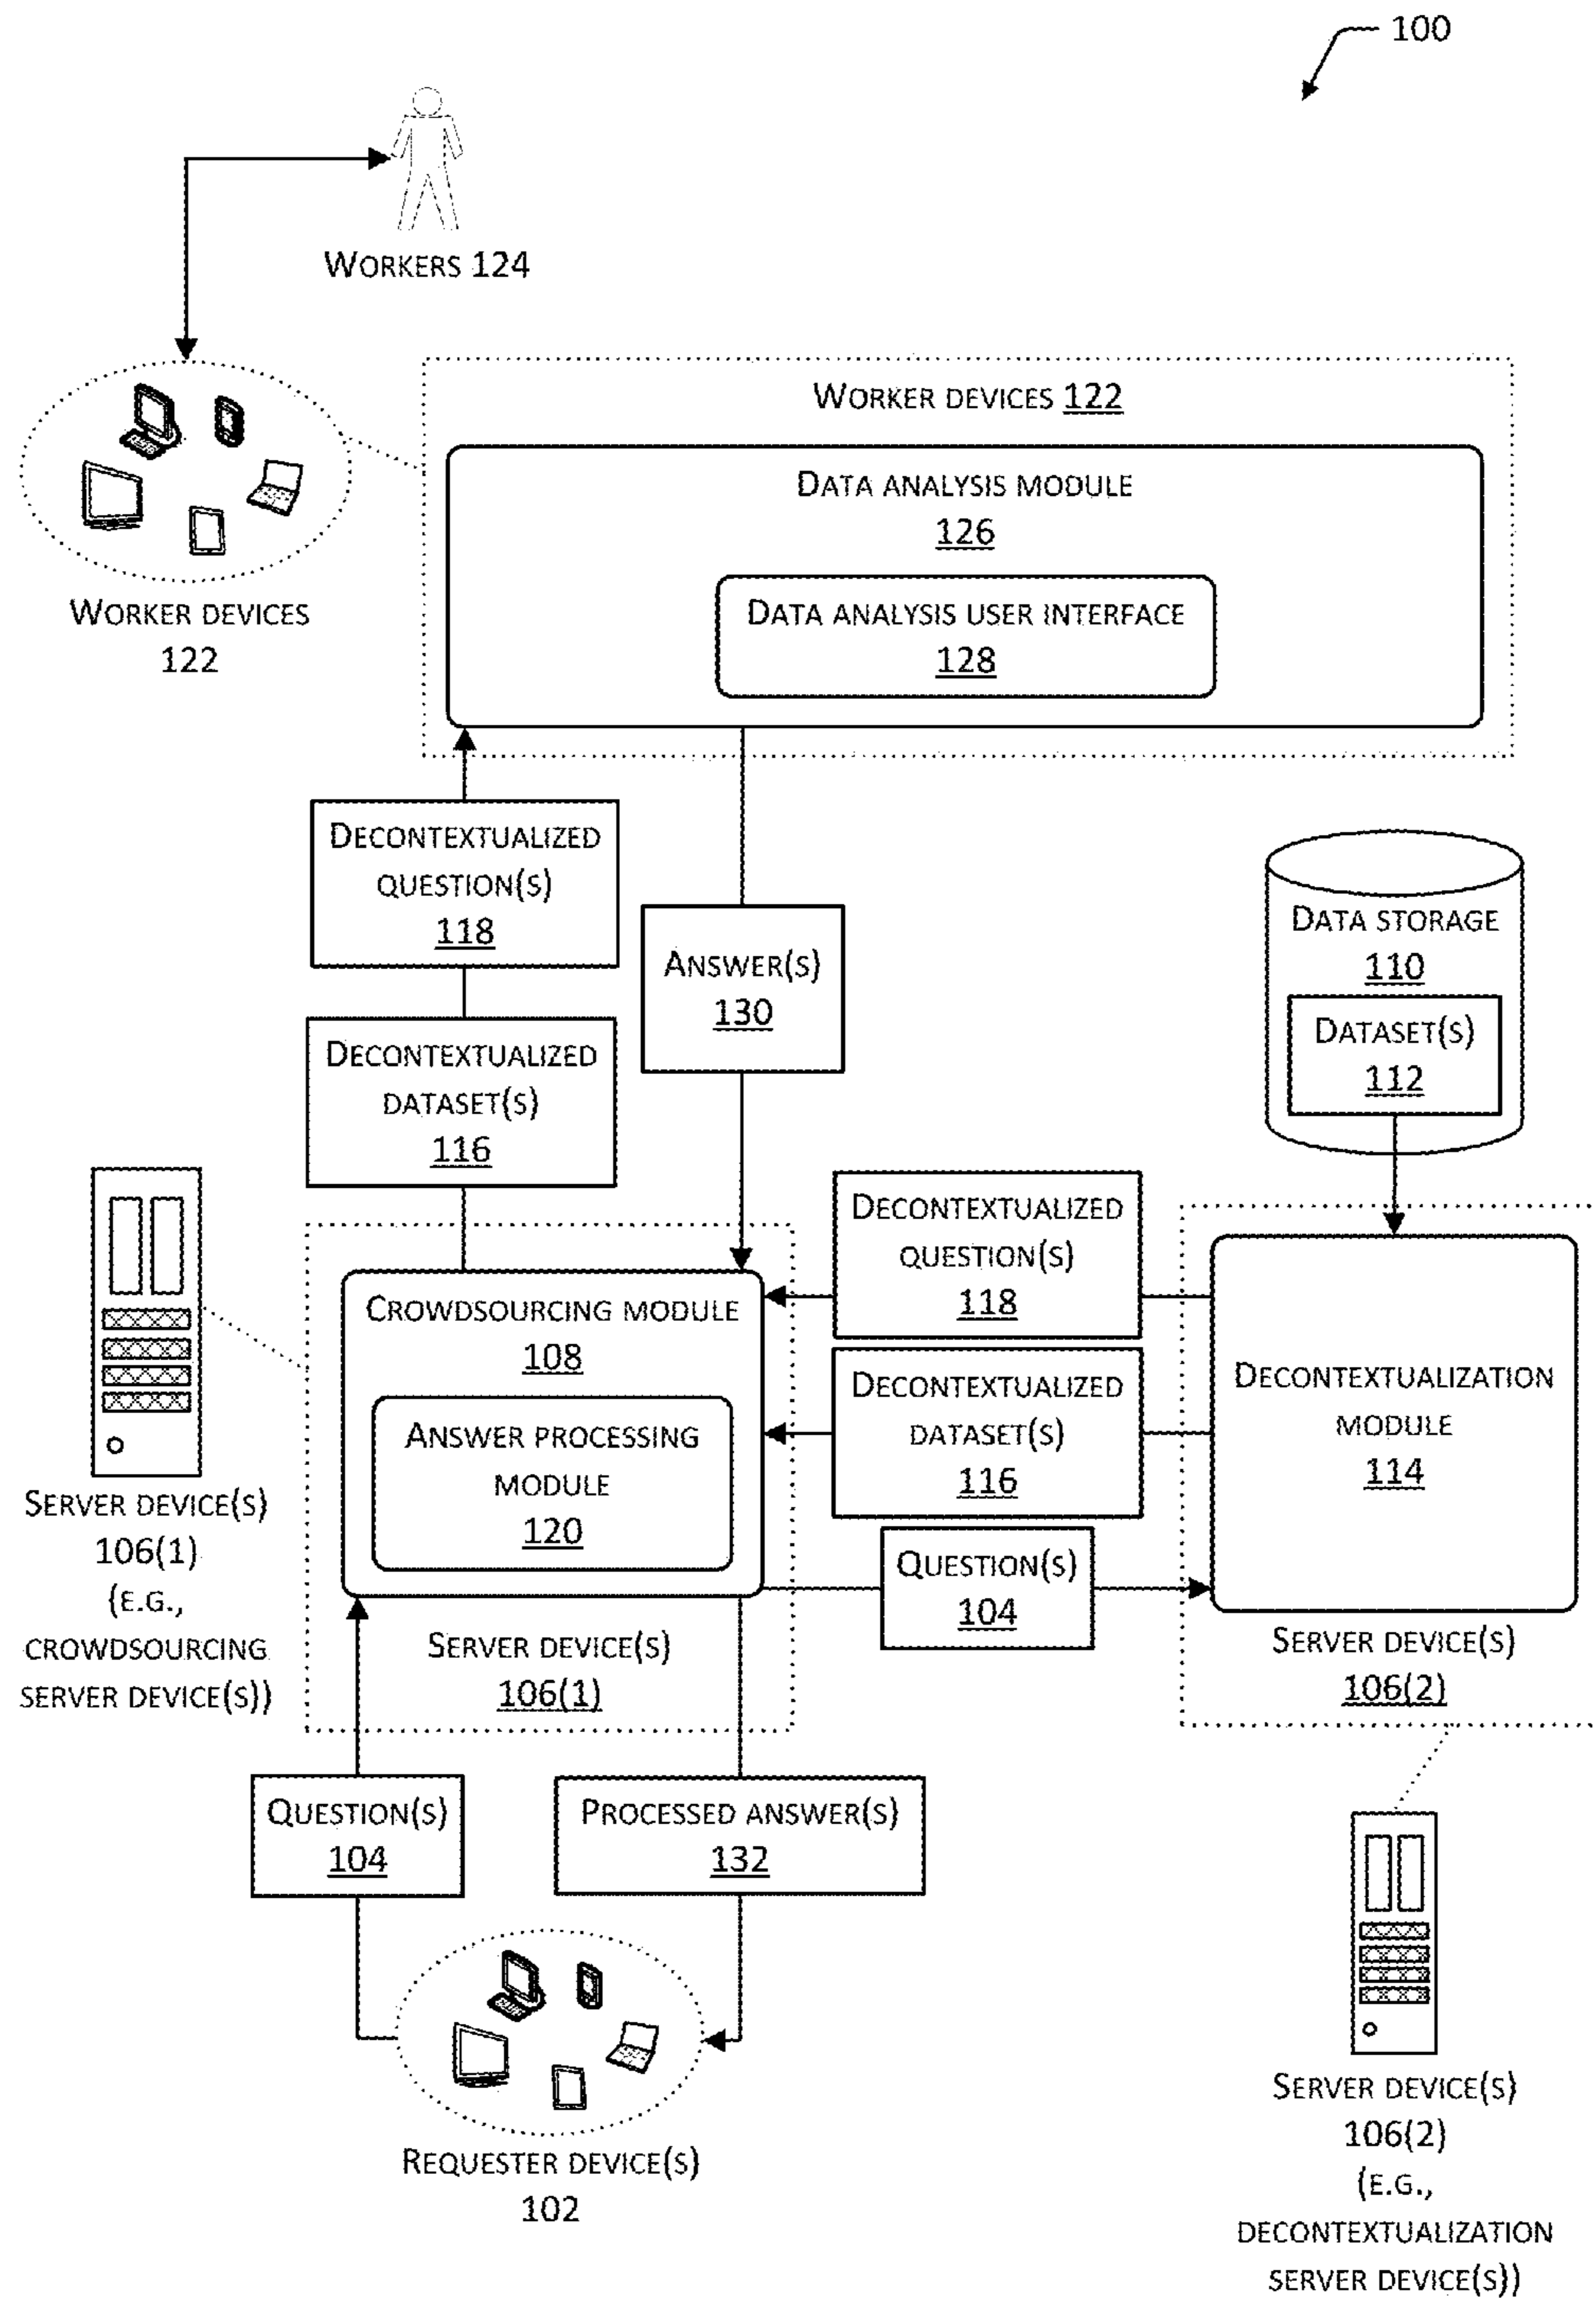 100
WORKERS 124
WORKER DEVICES
122
WORKER DEVICES 122
DATA ANALYSIS MODULE
126
DATA ANALYSIS USER INTERFACE
128
DECONTEXTUALIZED
QUESTION(S)
118
DECONTEXTUALIZED
DATASET(S)
116
ANSWER(S)
130
DATA STORAGE
110
DATASET(S)
112
SERVER DEVICE(S)
106(1)
(E.G.,
CROWDSOURCING
SERVER DEVICE(S))
CROWDSOURCING MODULE
108
ANSWER PROCESSING
MODULE
120
SERVER DEVICE(S)
106(1)
DECONTEXTUALIZED
QUESTION(S)
118
DECONTEXTUALIZED
DATASET(S)
116
QUESTION(S)
104
DECONTEXTUALIZATION
MODULE
114
SERVER DEVICE(S)
106(2)
QUESTION(S)
104
PROCESSED ANSWER(S)
132
REQUESTER DEVICE(S)
102
SERVER DEVICE(S)
106(2)
(E.G.,
DECONTEXTUALIZATION
SERVER DEVICE(S))